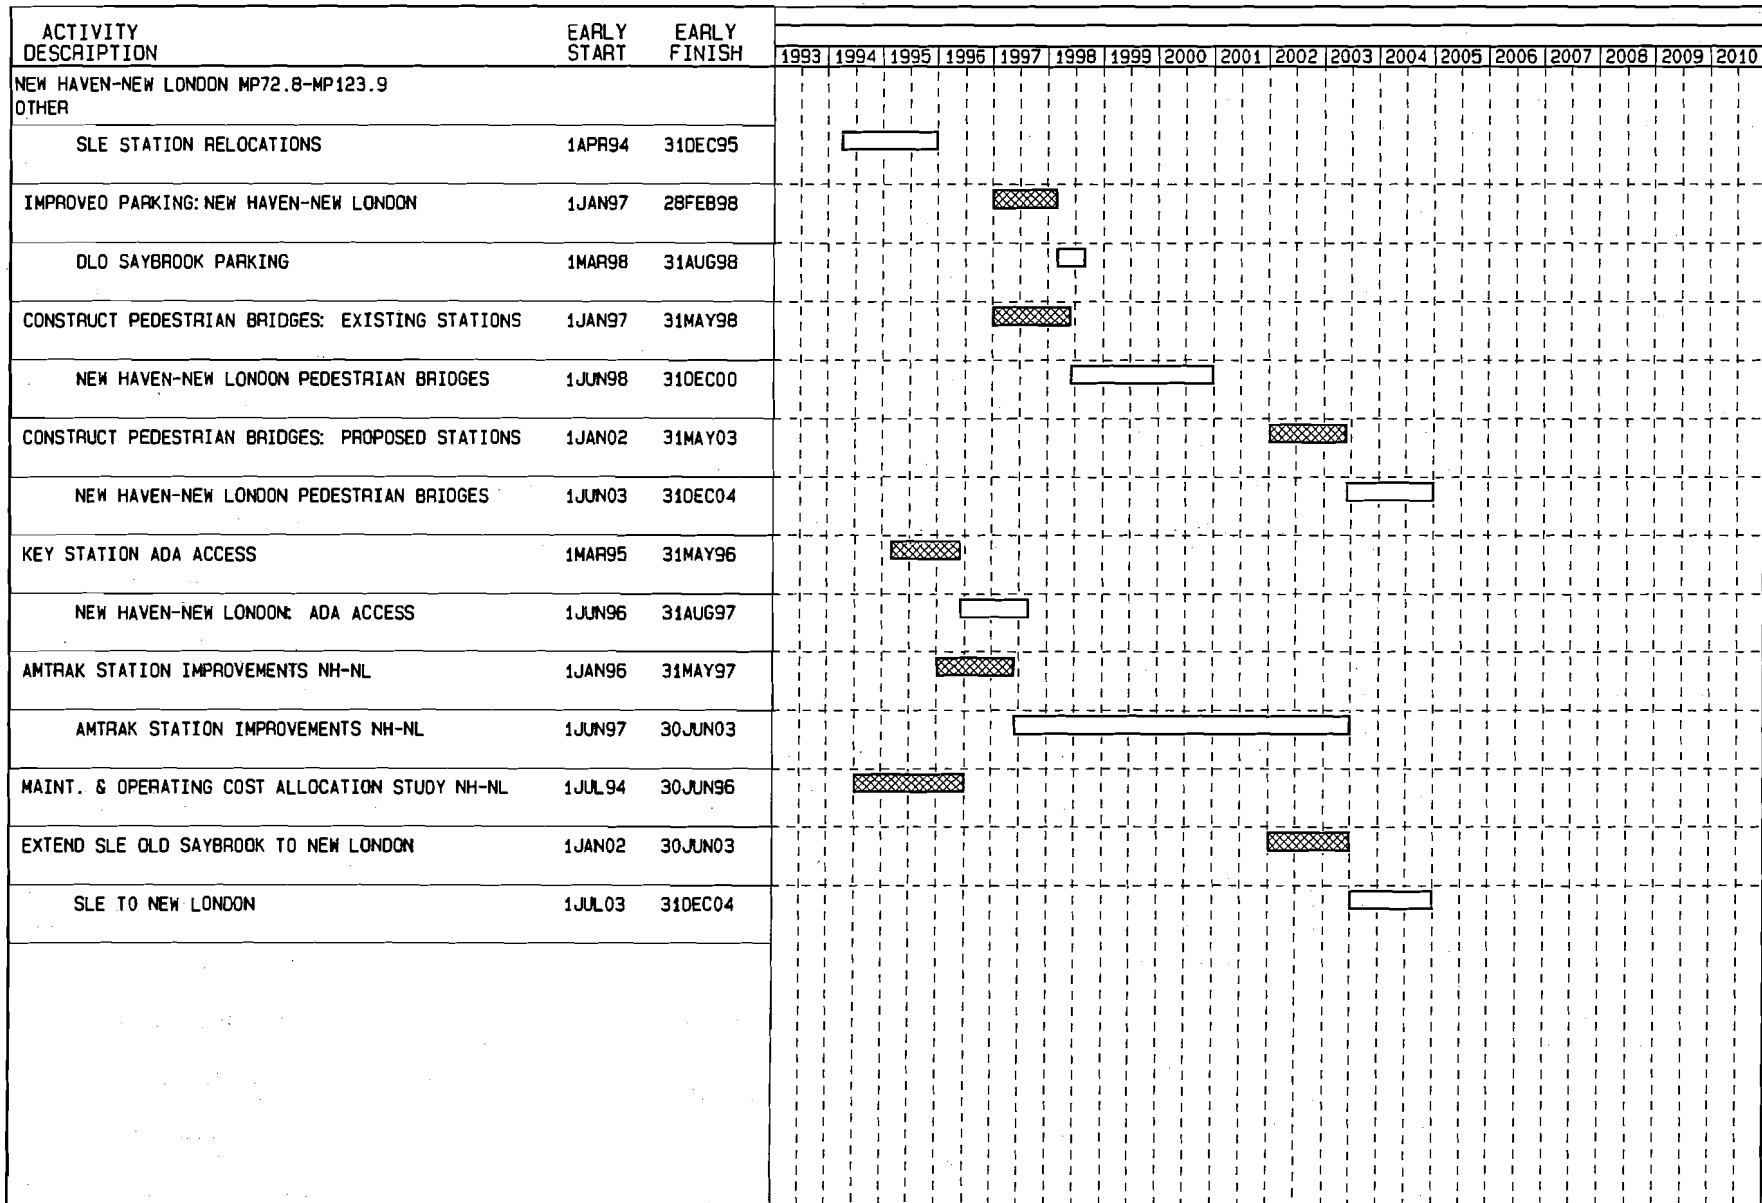 ACTIVITY DESCRIPTION EARLY START EARLY FINISH 1993 1994 1995 1996 1997 1998 1999 2000 2001 2002 2003 2004 2005 2006 2007 2008 2009 2010
NEW HAVEN-NEW LONDON MP72.8-MP123.9
OTHER
SLE STATION RELOCATIONS 1APR94 31DEC95
IMPROVED PARKING: NEW HAVEN-NEW LONDON 1JAN97 28FEB98
OLD SAYBROOK PARKING 1MAR98 31AUG98
CONSTRUCT PEDESTRIAN BRIDGES: EXISTING STATIONS 1JAN97 31MAY98
NEW HAVEN-NEW LONDON PEDESTRIAN BRIDGES 1JUN98 31DEC00
CONSTRUCT PEDESTRIAN BRIDGES: PROPOSED STATIONS 1JAN02 31MAY03
NEW HAVEN-NEW LONDON PEDESTRIAN BRIDGES 1JUN03 31DEC04
KEY STATION ADA ACCESS 1MAR95 31MAY96
NEW HAVEN-NEW LONDON: ADA ACCESS 1JUN96 31AUG97
AMTRAK STATION IMPROVEMENTS NH-NL 1JAN96 31MAY97
AMTRAK STATION IMPROVEMENTS NH-NL 1JUN97 30JUN03
MAINT. & OPERATING COST ALLOCATION STUDY NH-NL 1JUL94 30JUN96
EXTEND SLE OLD SAYBROOK TO NEW LONDON 1JAN02 30JUN03
SLE TO NEW LONDON 1JUL03 31DEC04